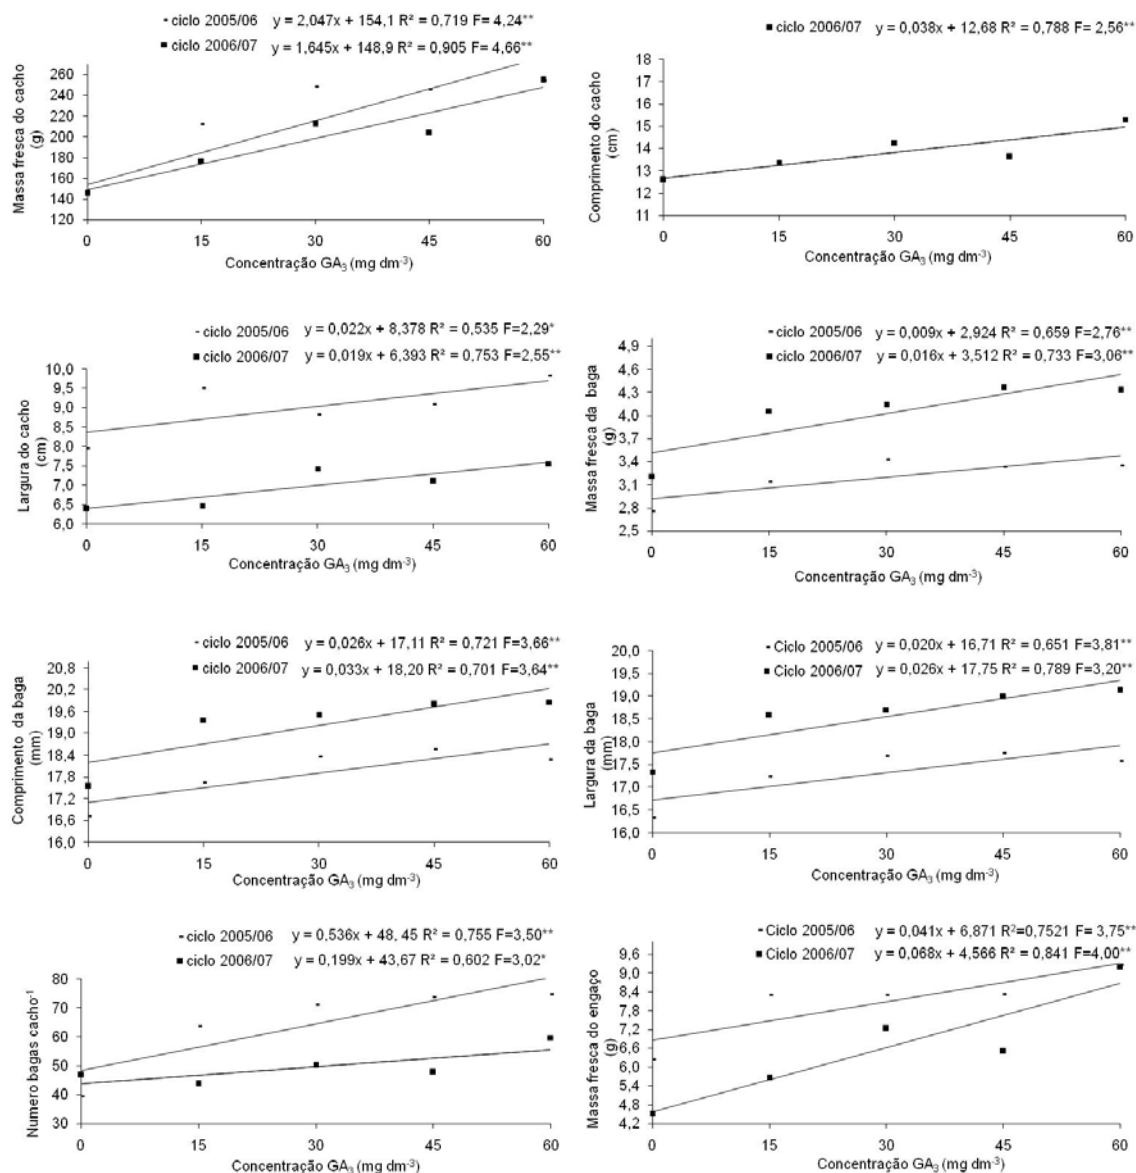 - ciclo 2005/06 y = 2,047x + 154,1 R² = 0,719 F= 4,24**
▪ ciclo 2006/07 y = 1,645x + 148,9 R² = 0,905 F= 4,66**
Massa fresca do cacho
(g)
260
240
220
200
180
160
140
120
0 15 30 45 60
Concentração GA₃ (mg dm⁻³)
▪ ciclo 2006/07 y = 0,038x + 12,68 R² = 0,788 F= 2,56**
Comprimento do cacho
(cm)
18
17
16
15
14
13
12
11
0 15 30 45 60
Concentração GA₃ (mg dm⁻³)
- ciclo 2005/06 y = 0,022x + 8,378 R² = 0,535 F=2,29*
▪ ciclo 2006/07 y = 0,019x + 6,393 R² = 0,753 F=2,55**
Largura do cacho
(cm)
10,0
9,5
9,0
8,5
8,0
7,5
7,0
6,5
6,0
0 15 30 45 60
Concentração GA₃ (mg dm⁻³)
- ciclo 2005/06 y = 0,009x + 2,924 R² = 0,659 F=2,76**
▪ ciclo 2006/07 y = 0,016x + 3,512 R² = 0,733 F=3,06**
Massa fresca da baga
(g)
4,9
4,6
4,3
4,0
3,7
3,4
3,1
2,8
2,5
0 15 30 45 60
Concentração GA₃ (mg dm⁻³)
- ciclo 2005/06 y = 0,026x + 17,11 R² = 0,721 F=3,66**
▪ ciclo 2006/07 y = 0,033x + 18,20 R² = 0,701 F=3,64**
Comprimento da baga
(mm)
20,8
20,2
19,6
19,0
18,4
17,8
17,2
16,6
16,0
0 15 30 45 60
Concentração GA₃ (mg dm⁻³)
- Ciclo 2005/06 y = 0,020x + 16,71 R² = 0,651 F=3,81**
▪ Ciclo 2006/07 y = 0,026x + 17,75 R² = 0,789 F=3,20**
Largura da baga
(mm)
20,0
19,5
19,0
18,5
18,0
17,5
17,0
16,5
16,0
0 15 30 45 60
Concentração GA₃ (mg dm⁻³)
- ciclo 2005/06 y = 0,536x + 48, 45 R² = 0,755 F=3,50**
▪ ciclo 2006/07 y = 0,199x + 43,67 R² = 0,602 F=3,02*
Numero bagas cacho⁻¹
80
70
60
50
40
30
0 15 30 45 60
Concentração GA₃ (mg dm⁻³)
- Ciclo 2005/06 y = 0,041x + 6,871 R²=0,7521 F= 3,75**
▪ Ciclo 2006/07 y = 0,068x + 4,566 R² = 0,841 F=4,00**
Massa fresca do engaço
(g)
9,6
9,0
8,4
7,8
7,2
6,6
6,0
5,4
4,8
4,2
0 15 30 45 60
Concentração GA₃ (mg dm⁻³)